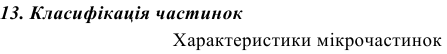 13. Класифікація частинок
Характеристики мікрочастинок